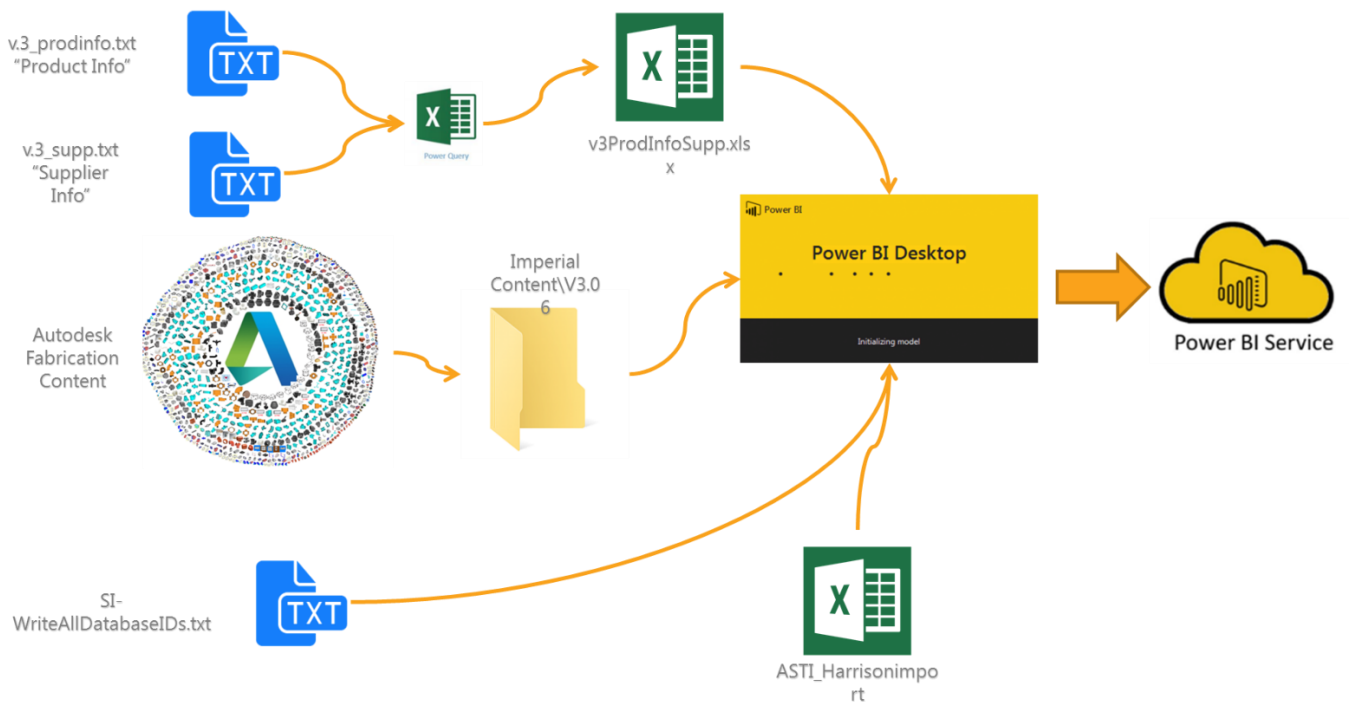 v.3_prodinfo.txt
“Product Info”
TXT
X
Power Query
X
v3ProdInfoSupp.xls
x
v.3_supp.txt
“Supplier
Info”
TXT
Power BI
Power BI Desktop
Initializing model
Power BI Service
Imperial
Content\V3.0
6
Autodesk
Fabrication
Content
SI-
WriteAllDatabaseIDs.txt
TXT
X
ASTI_Harrisonimpo
rt